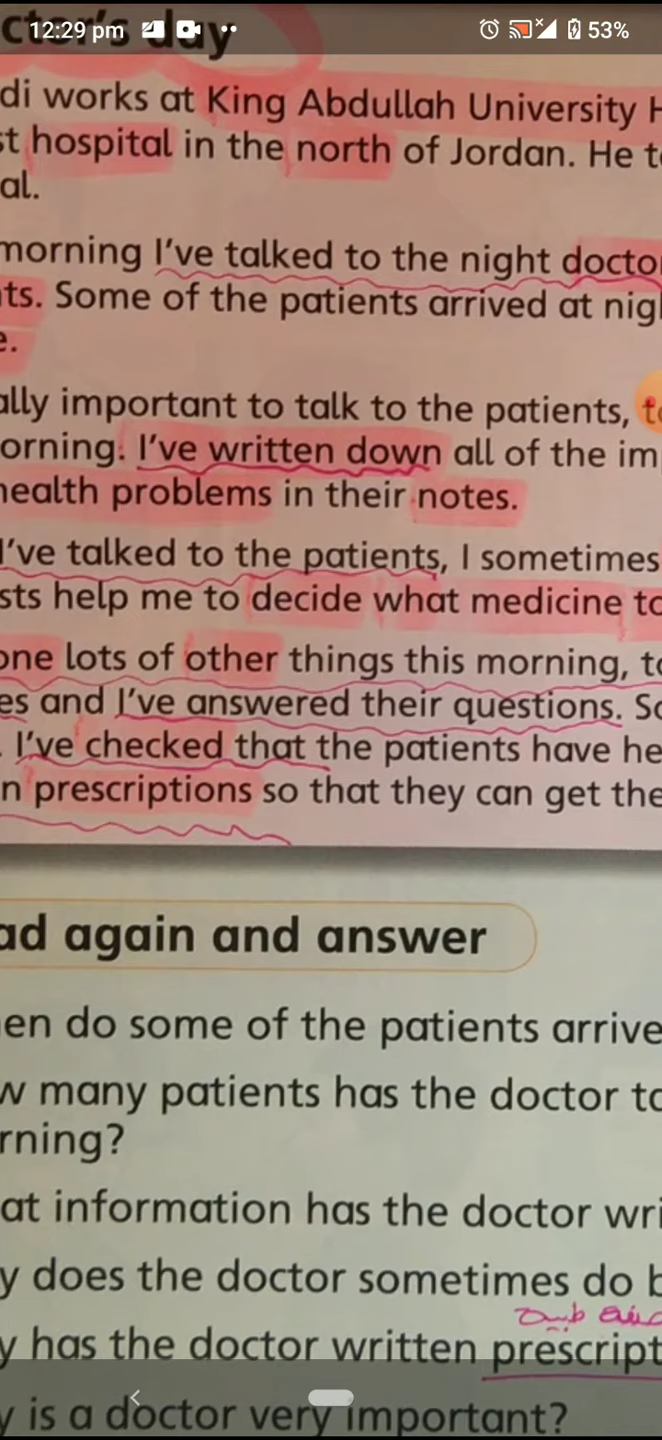 12:29 pm 53%
ctor's day
di works at King Abdullah University H
st hospital in the north of Jordan. He to
al.
morning I've talked to the night docto
ts. Some of the patients arrived at nigh
e.
ally important to talk to the patients, to
orning. I've written down all of the im
health problems in their notes.
I've talked to the patients, I sometimes
sts help me to decide what medicine to
one lots of other things this morning, to
es and I've answered their questions. So
. I've checked that the patients have he
n prescriptions so that they can get the
ad again and answer
en do some of the patients arrive
w many patients has the doctor ta
rning?
at information has the doctor wri
y does the doctor sometimes do b
y has the doctor written prescript
y is a doctor very important?